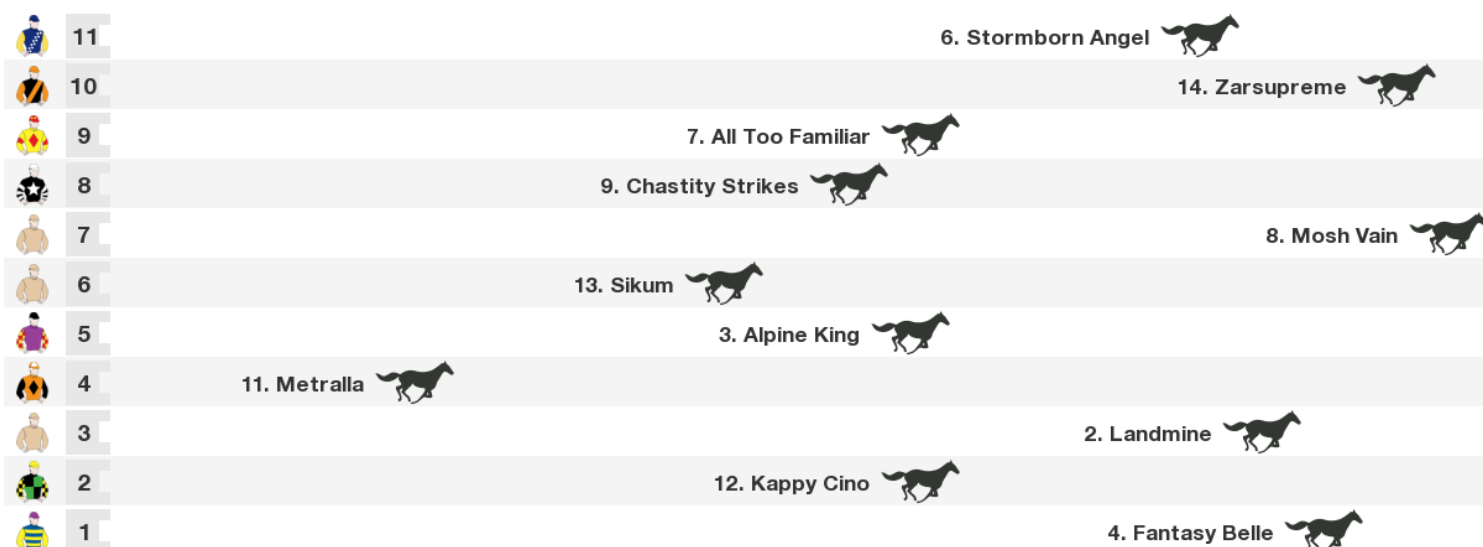 11 6. Stormborn Angel
10 14. Zarsupreme
9 7. All Too Familiar
8 9. Chastity Strikes
7 8. Mosh Vain
6 13. Sikum
5 3. Alpine King
4 11. Metralla
3 2. Landmine
2 12. Kappy Cino
1 4. Fantasy Belle